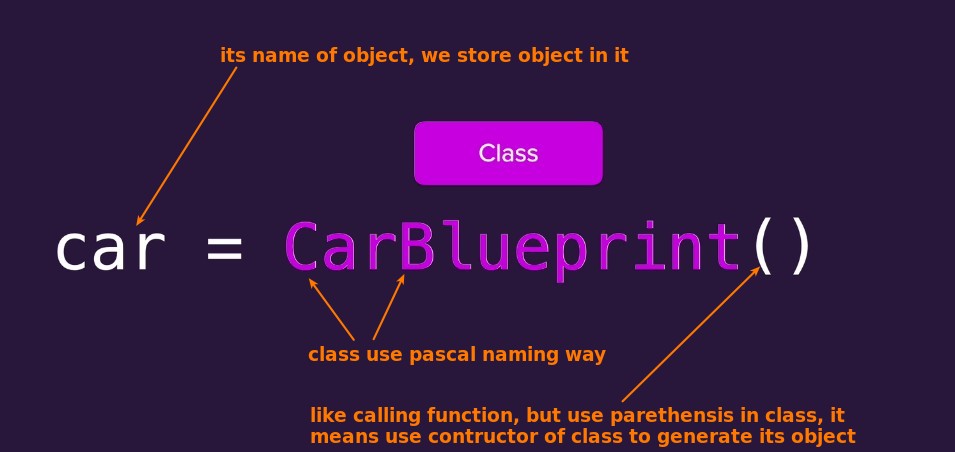 its name of object, we store object in it
Class
car = CarBlueprint()
class use pascal naming way
like calling function, but use parethensis in class, it
means use contructor of class to generate its object